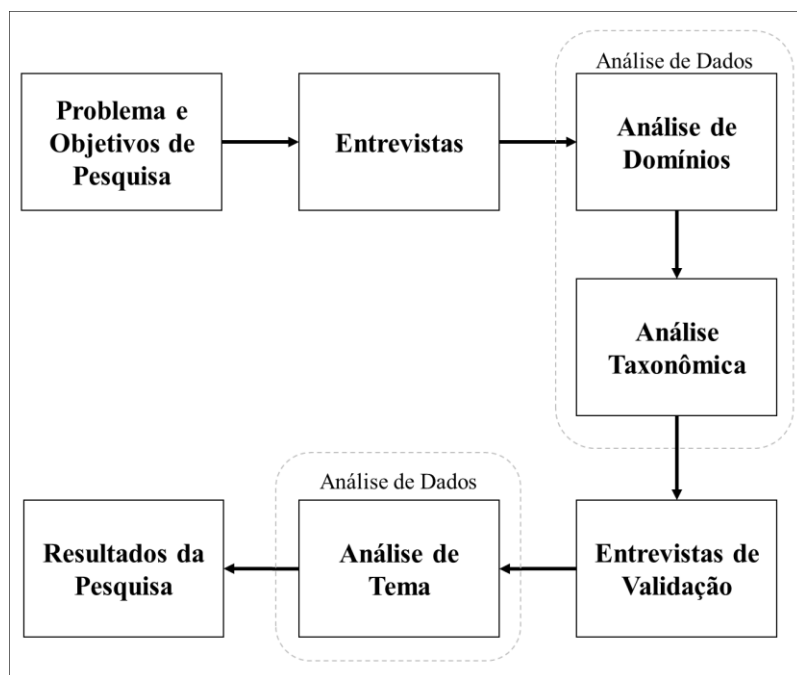 Problema e
Objetivos de
Pesquisa
Entrevistas
Análise de Dados
Análise de
Domínios
Análise
Taxonômica
Entrevistas de
Validação
Análise de Dados
Análise de
Tema
Resultados da
Pesquisa